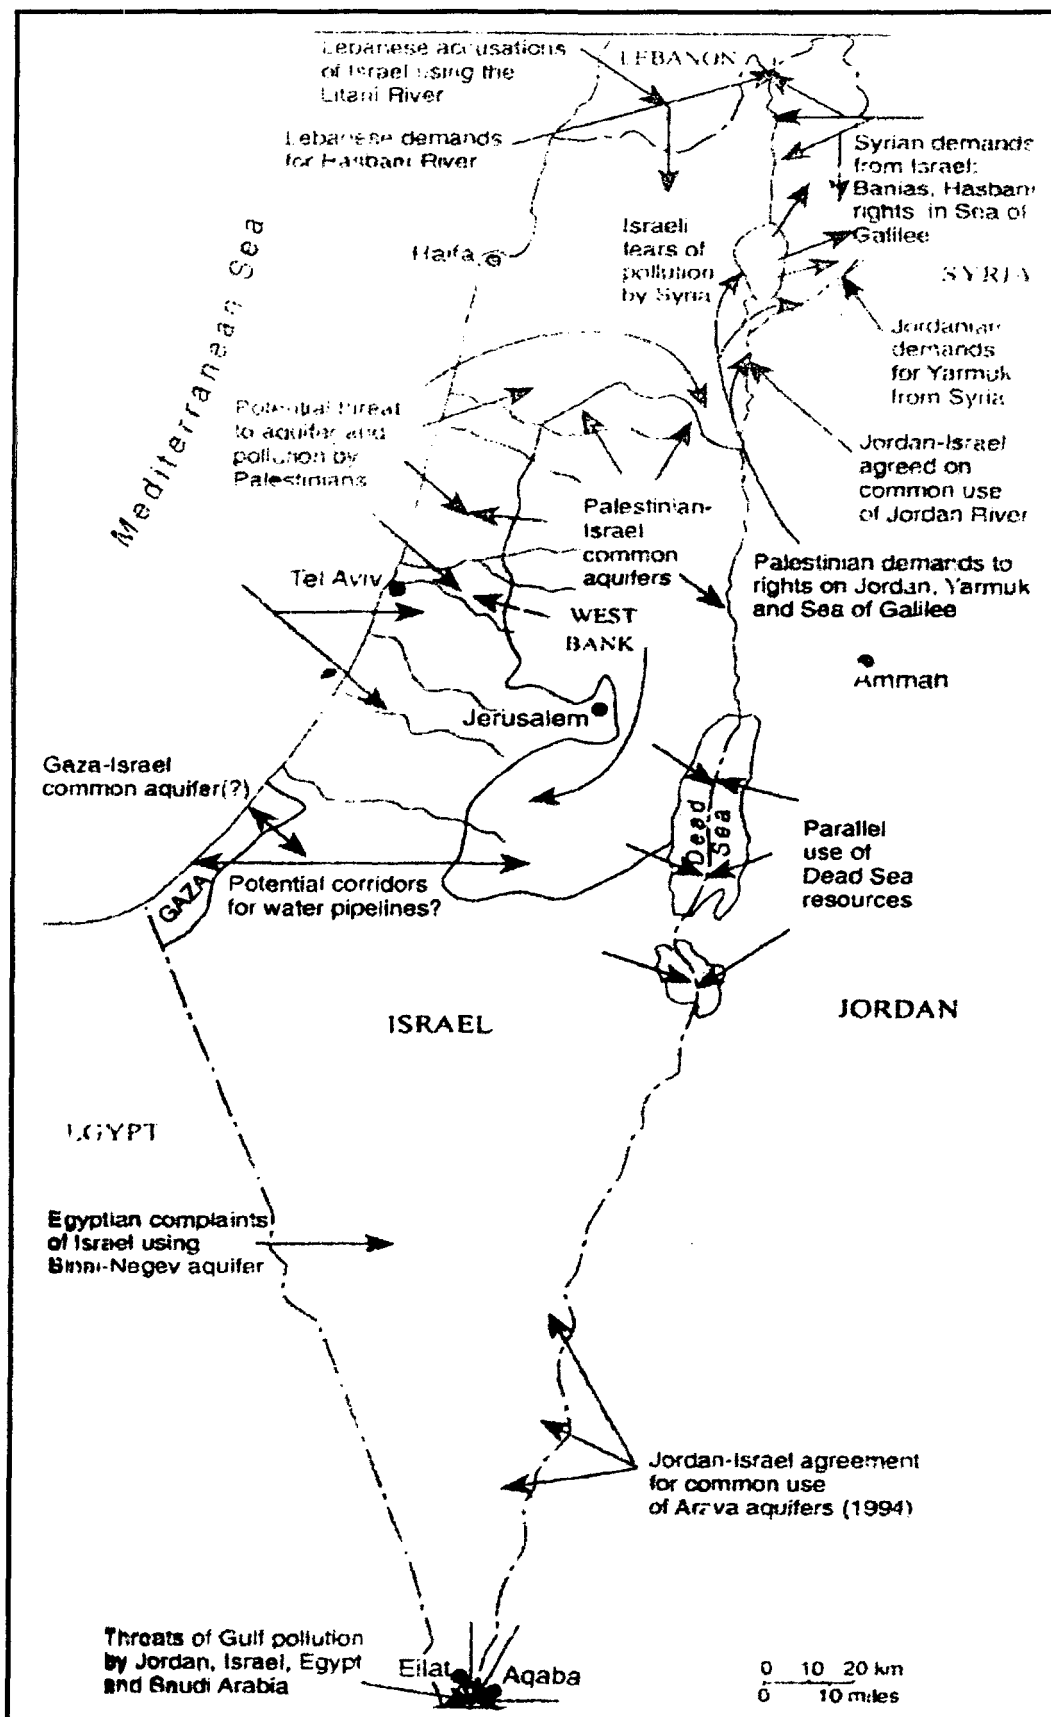 Lebanese accusations
of Israel using the
Litani River
LEBANON
Lebanese demands
for Hasbani River
Syrian demands
from Israel:
Banias, Hasbani
rights in Sea of
Galilee
Mediterranean Sea
Haifa
Israeli
fears of
pollution
by Syria
SYRIA
Jordanian
demands
for Yarmuk
from Syria
Potential threat
to aquifer and
pollution by
Palestinians
Jordan-Israel
agreed on
common use
of Jordan River
Palestinian-
Israel
common
aquifers
Tel Aviv
Palestinian demands to
rights on Jordan, Yarmuk
and Sea of Galilee
WEST
BANK
Amman
Jerusalem
Gaza-Israel
common aquifer(?)
Dead
Sea
Parallel
use of
Dead Sea
resources
GAZA
Potential corridors
for water pipelines?
ISRAEL
JORDAN
EGYPT
Egyptian complaints
of Israel using
-Negev aquifer
Jordan-Israel agreement
for common use
of Arava aquifers (1994)
Threats of Gulf pollution
by Jordan, Israel, Egypt
and Saudi Arabia
Eilat
Aqaba
0 10 20 km
0 10 miles